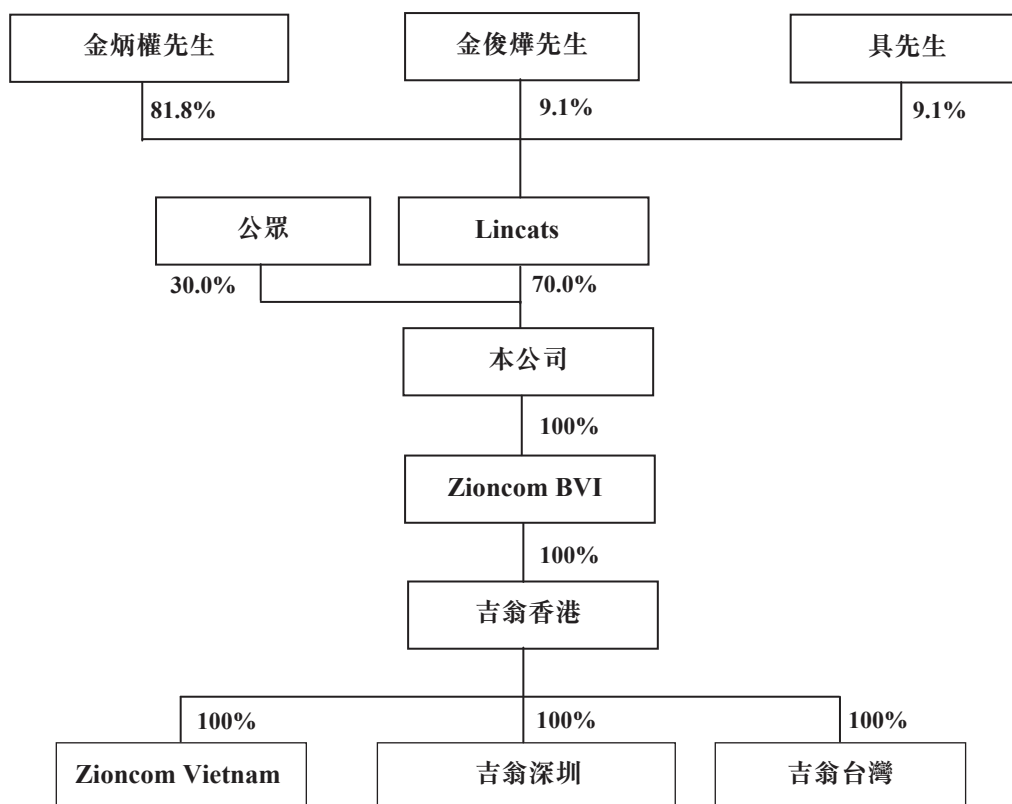 金炳權先生
金俊燁先生
具先生
81.8%
9.1%
9.1%
公眾
Lincats
30.0%
70.0%
本公司
100%
Zioncom BVI
100%
吉翁香港
100%
100%
100%
Zioncom Vietnam
吉翁深圳
吉翁台灣